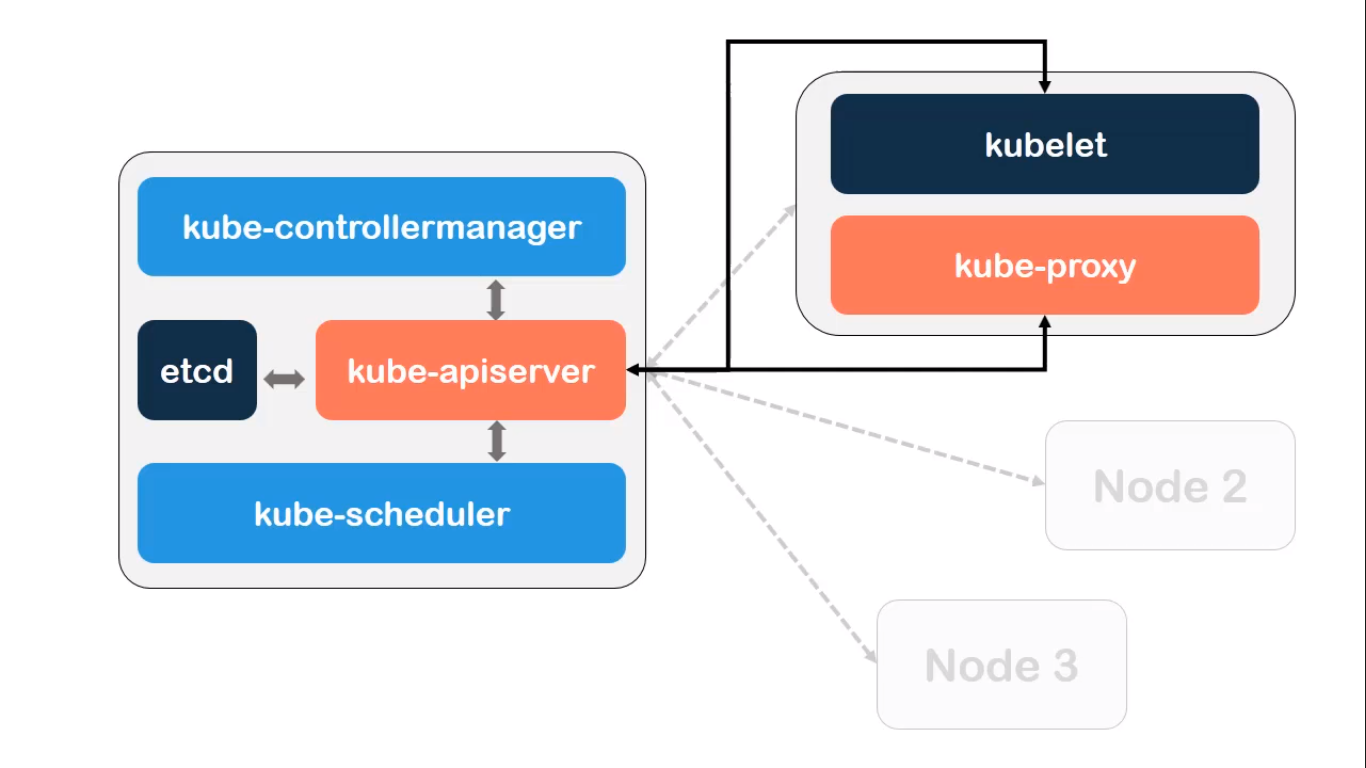 kube-controllermanager
etcd
kube-apiserver
kube-scheduler
kubelet
kube-proxy
Node 2
Node 3